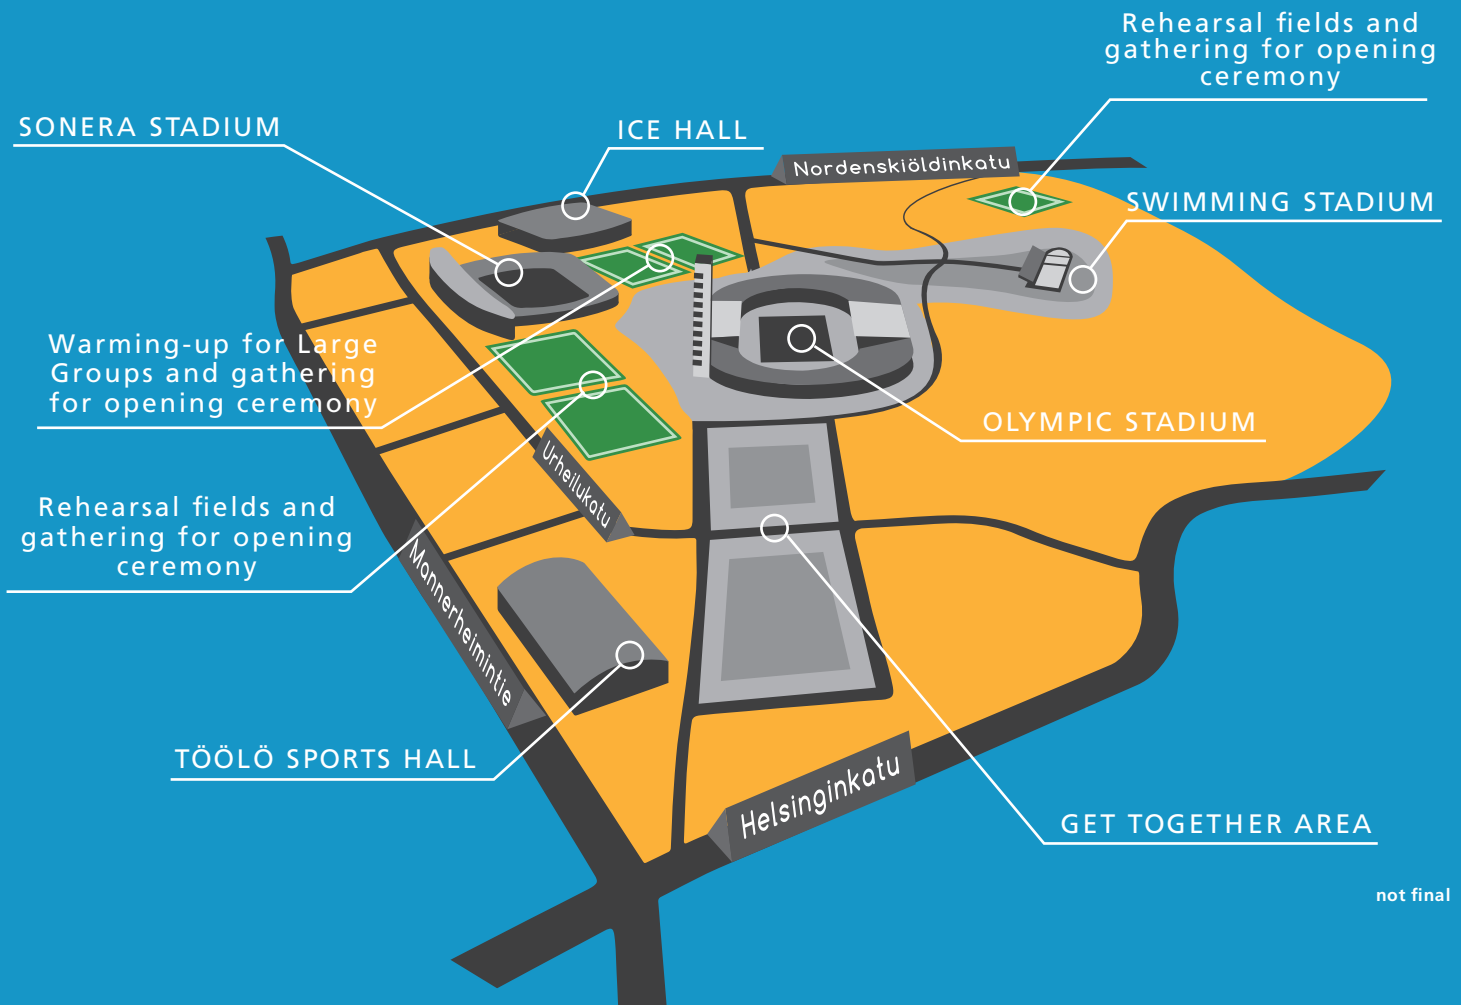 Rehearsal fields and
gathering for opening
ceremony
SONERA STADIUM
ICE HALL
Nordenskiöldinkatu
SWIMMING STADIUM
Warming-up for Large
Groups and gathering
for opening ceremony
OLYMPIC STADIUM
Urheilukatu
Rehearsal fields and
gathering for opening
ceremony
Mannerheimintie
TÖÖLÖ SPORTS HALL
Helsinginkatu
GET TOGETHER AREA
not final